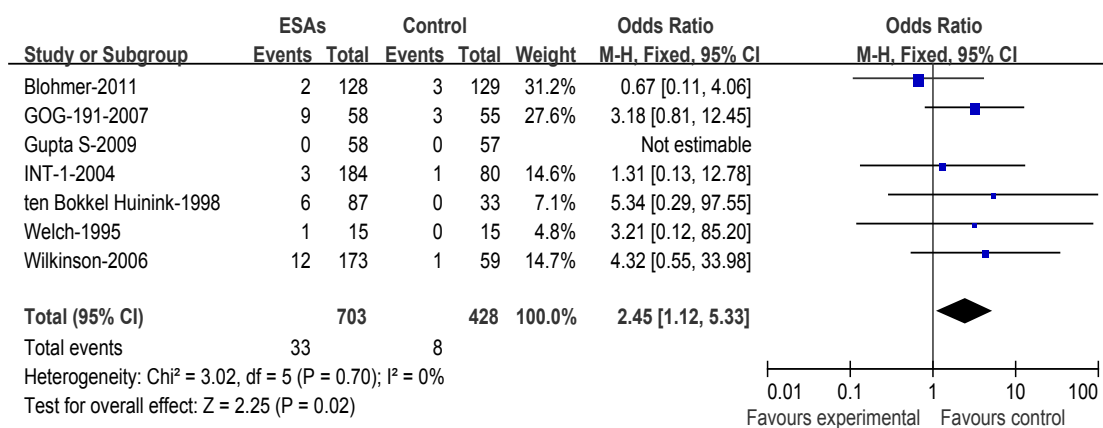 ESAs Control Odds Ratio Odds Ratio
Study or Subgroup Events Total Events Total Weight M-H, Fixed, 95% CI M-H, Fixed, 95% CI
Blohmer-2011 2 128 3 129 31.2% 0.67 [0.11, 4.06]
GOG-191-2007 9 58 3 55 27.6% 3.18 [0.81, 12.45]
Gupta S-2009 0 58 0 57 Not estimable
INT-1-2004 3 184 1 80 14.6% 1.31 [0.13, 12.78]
ten Bokkel Huinink-1998 6 87 0 33 7.1% 5.34 [0.29, 97.55]
Welch-1995 1 15 0 15 4.8% 3.21 [0.12, 85.20]
Wilkinson-2006 12 173 1 59 14.7% 4.32 [0.55, 33.98]
Total (95% CI) 703 428 100.0% 2.45 [1.12, 5.33]
Total events 33 8
Heterogeneity: Chi² = 3.02, df = 5 (P = 0.70); I² = 0%
Test for overall effect: Z = 2.25 (P = 0.02)
0.01 0.1 1 10 100
Favours experimental Favours control